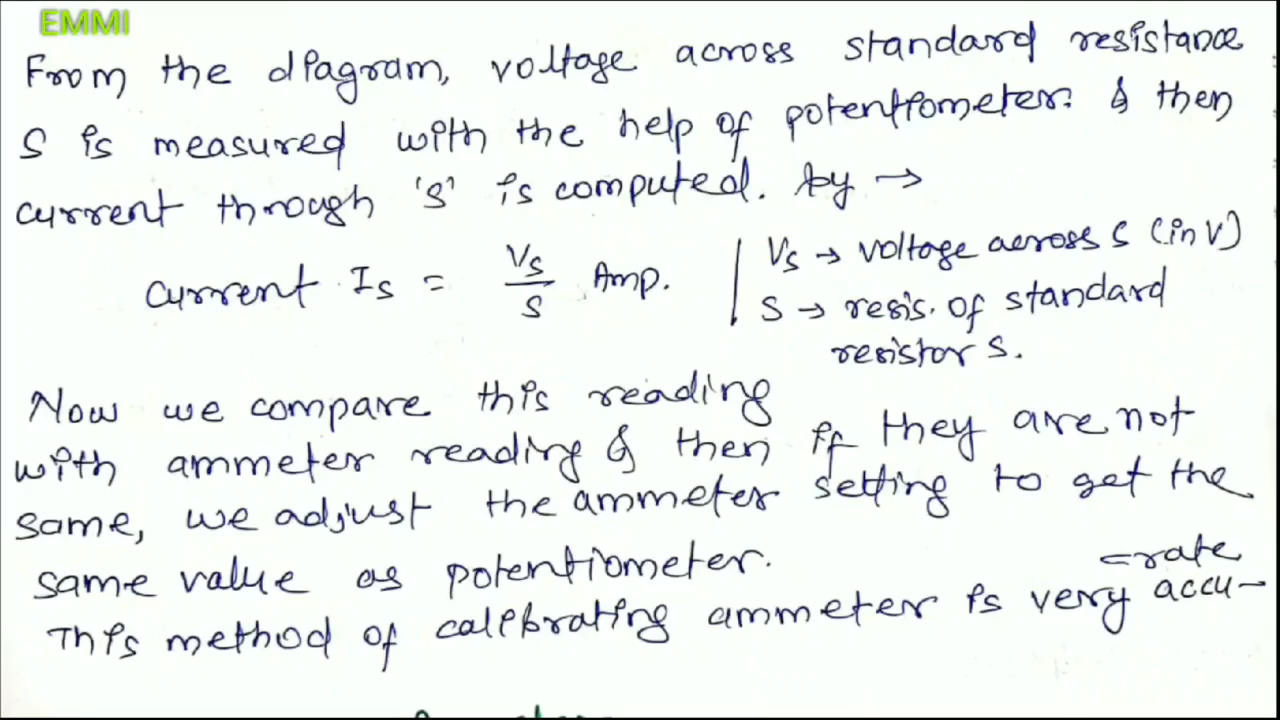 EMMI
From the diagram, voltage across standard resistance
S is measured with the help of potentiometer. & then
current through 'S' is computed. by →
Current Is = Vs/S Amp. | Vs → voltage across S (in V)
S → resis. of standard
resistor S.
Now we compare this reading
with ammeter reading & then if they are not
same, we adjust the ammeter setting to get the
same value as potentiometer.
This method of calibrating ammeter is very accu-
-rate